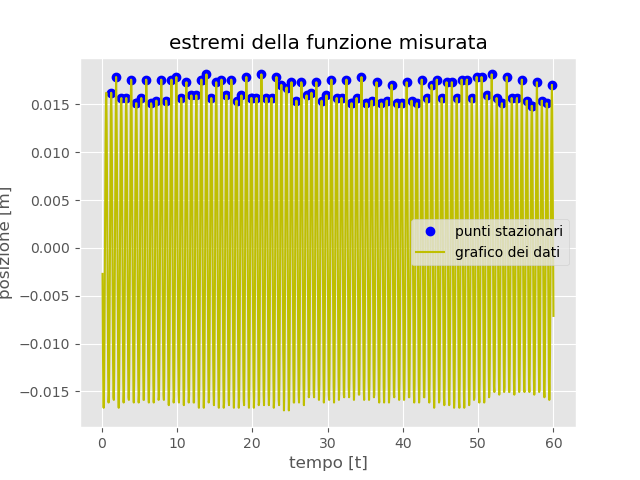 estremi della funzione misurata
posizione [m]
0.015
0.010
0.005
0.000
−0.005
−0.010
−0.015
punti stazionari
grafico dei dati
0 10 20 30 40 50 60
tempo [t]